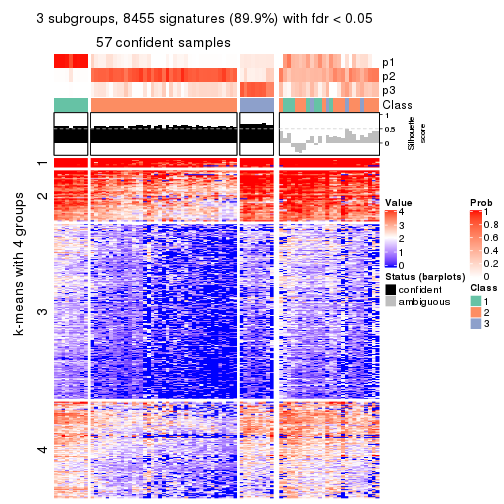 3 subgroups, 8455 signatures (89.9%) with fdr < 0.05
57 confident samples
p1
p2
p3
Class
1
0.5
0
Silhouette
score
k-means with 4 groups
1
2
3
4
Value
4
3
2
1
0
Status (barplots)
confident
ambiguous
Prob
1
0.8
0.6
0.4
0.2
0
Class
1
2
3